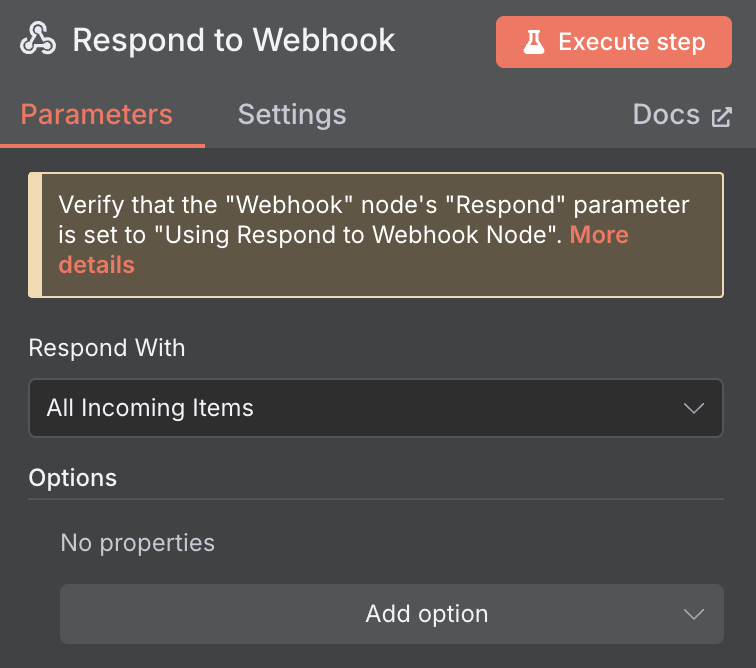 Respond to Webhook
Execute step
Parameters
Settings
Docs
Verify that the "Webhook" node's "Respond" parameter
is set to "Using Respond to Webhook Node". More
details
Respond With
All Incoming Items
Options
No properties
Add option